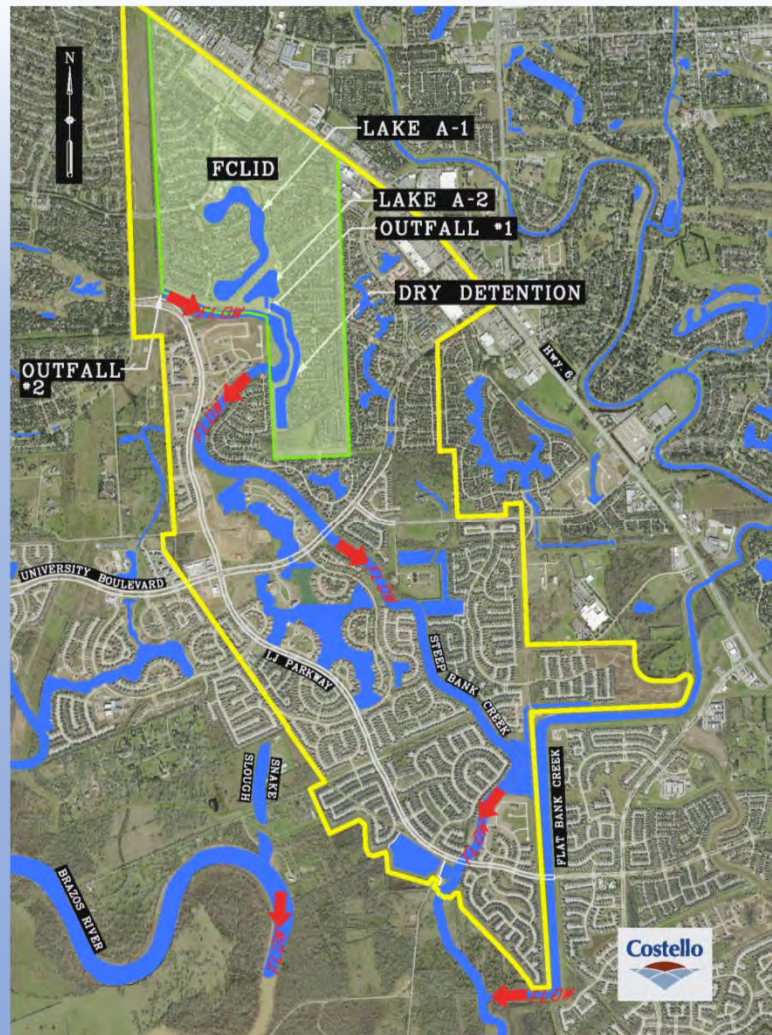 N
LAKE A-1
FCLID
LAKE A-2
OUTFALL #1
DRY DETENTION
FLOW
OUTFALL
#2
Hwy.6
FLOW
FLOW
UNIVERSITY BOULEVARD
LJ PARKWAY
STEEP BANK CREEK
SNAKE
SLOUGH
FLAT BANK CREEK
FLOW
BRAZOS RIVER
FLOW
Costello
FLOW